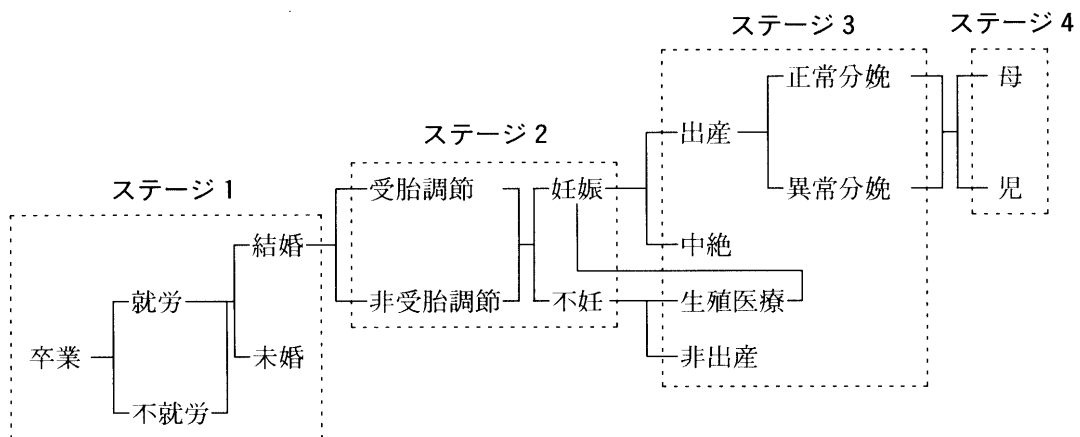 ステージ 1
卒業
就労
不就労
結婚
未婚
ステージ 2
受胎調節
非受胎調節
妊娠
不妊
ステージ 3
出産
中絶
生殖医療
非出産
正常分娩
異常分娩
ステージ 4
母
児